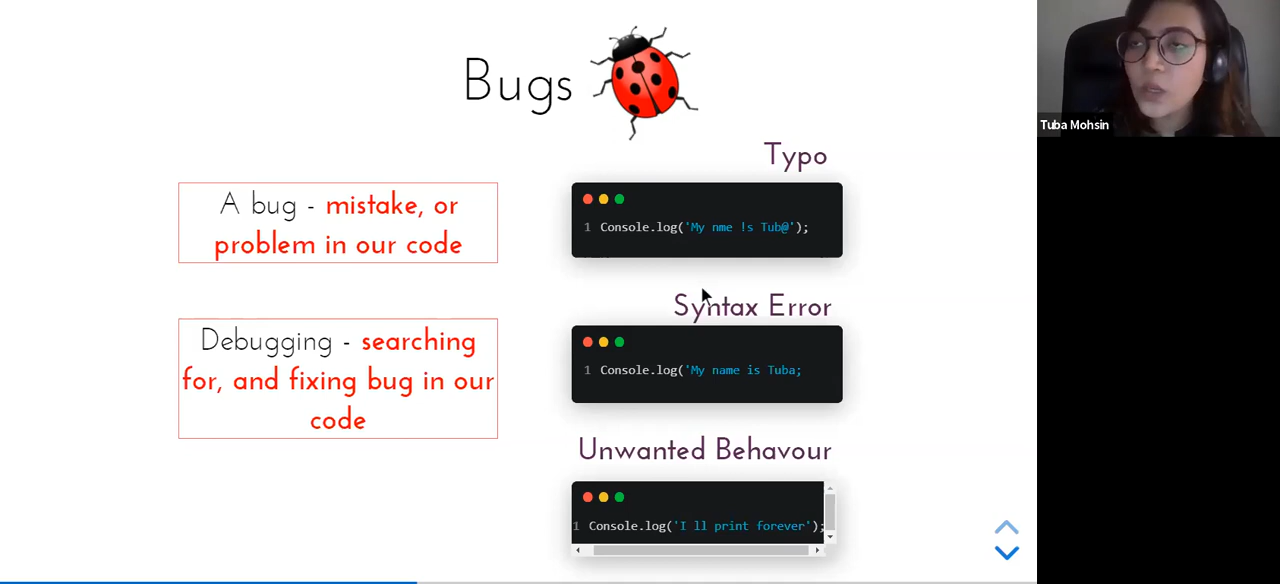 Bugs
A bug - mistake, or
problem in our code
Debugging - searching
for, and fixing bug in our
code
Typo
1 Console.log('My nme !s Tub@');
Syntax Error
1 Console.log('My name is Tuba;
Unwanted Behavour
1 Console.log('I ll print forever');
Tuba Mohsin